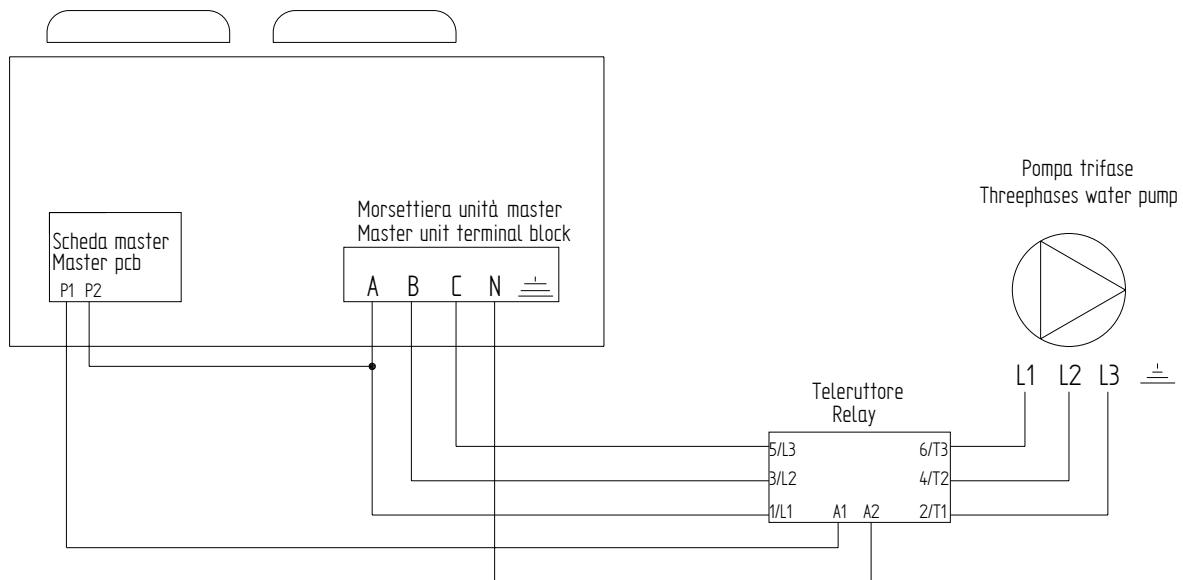 Pompa trifase
Threephases water pump
Morsettiera unità master
Master unit terminal block
Scheda master
Master pcb
P1 P2
A B C N
L1 L2 L3
Teleruttore
Relay
5/L3 6/T3
3/L2 4/T2
1/L1 A1 A2 2/T1